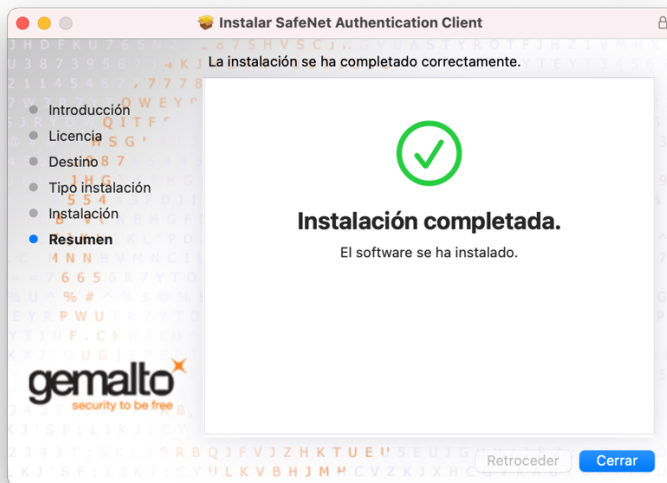 Instalar SafeNet Authentication Client
La instalación se ha completado correctamente.
Introducción
Licencia
Destino
Tipo instalación
Instalación
Resumen
Instalación completada.
El software se ha instalado.
gemalto
security to be free
Retroceder
Cerrar